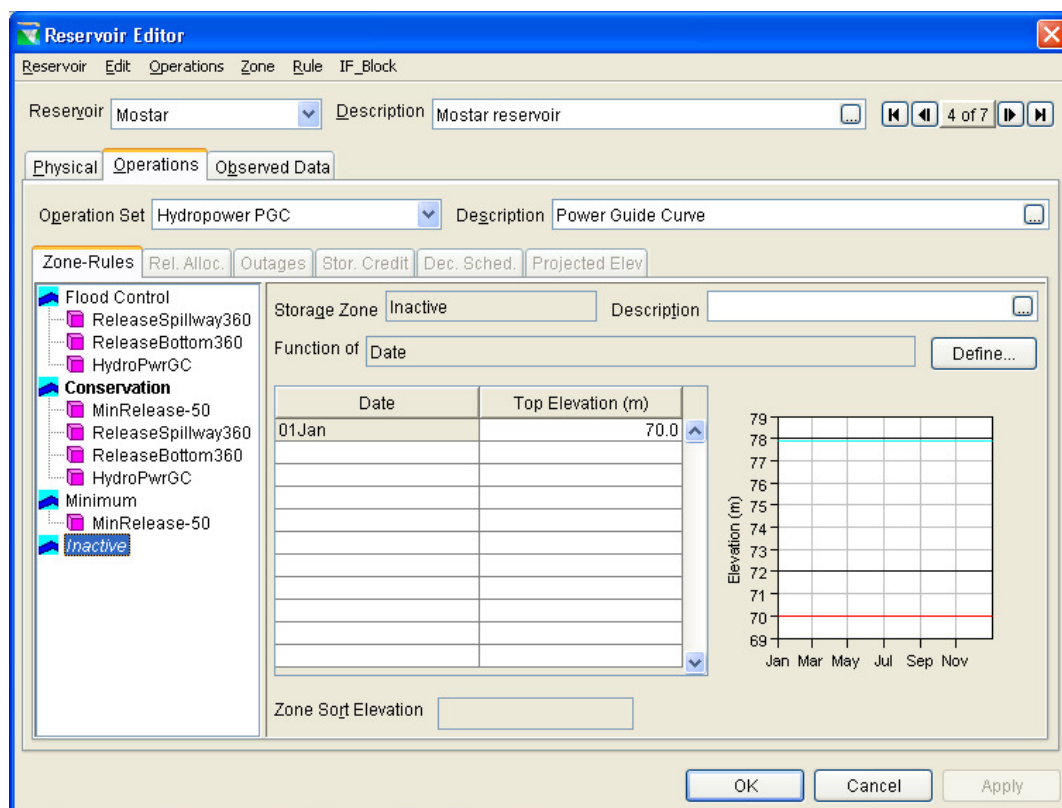 Reservoir Editor
Reservoir Edit Operations Zone Rule IF_Block
Reservoir Mostar Description Mostar reservoir ... 4 of 7
Physical Operations Observed Data
Operation Set Hydropower PGC Description Power Guide Curve ...
Zone-Rules Rel. Alloc. Outages Stor. Credit Dec. Sched. Projected Elev
Flood Control
ReleaseSpillway360
ReleaseBottom360
HydroPwrGC
Conservation
MinRelease-50
ReleaseSpillway360
ReleaseBottom360
HydroPwrGC
Minimum
MinRelease-50
Inactive
Storage Zone Inactive Description ...
Function of Date Define...
Date Top Elevation (m)
01Jan 70.0
Elevation (m)
79
78
77
76
75
74
73
72
71
70
69
Jan Mar May Jul Sep Nov
Zone Sort Elevation
OK Cancel Apply